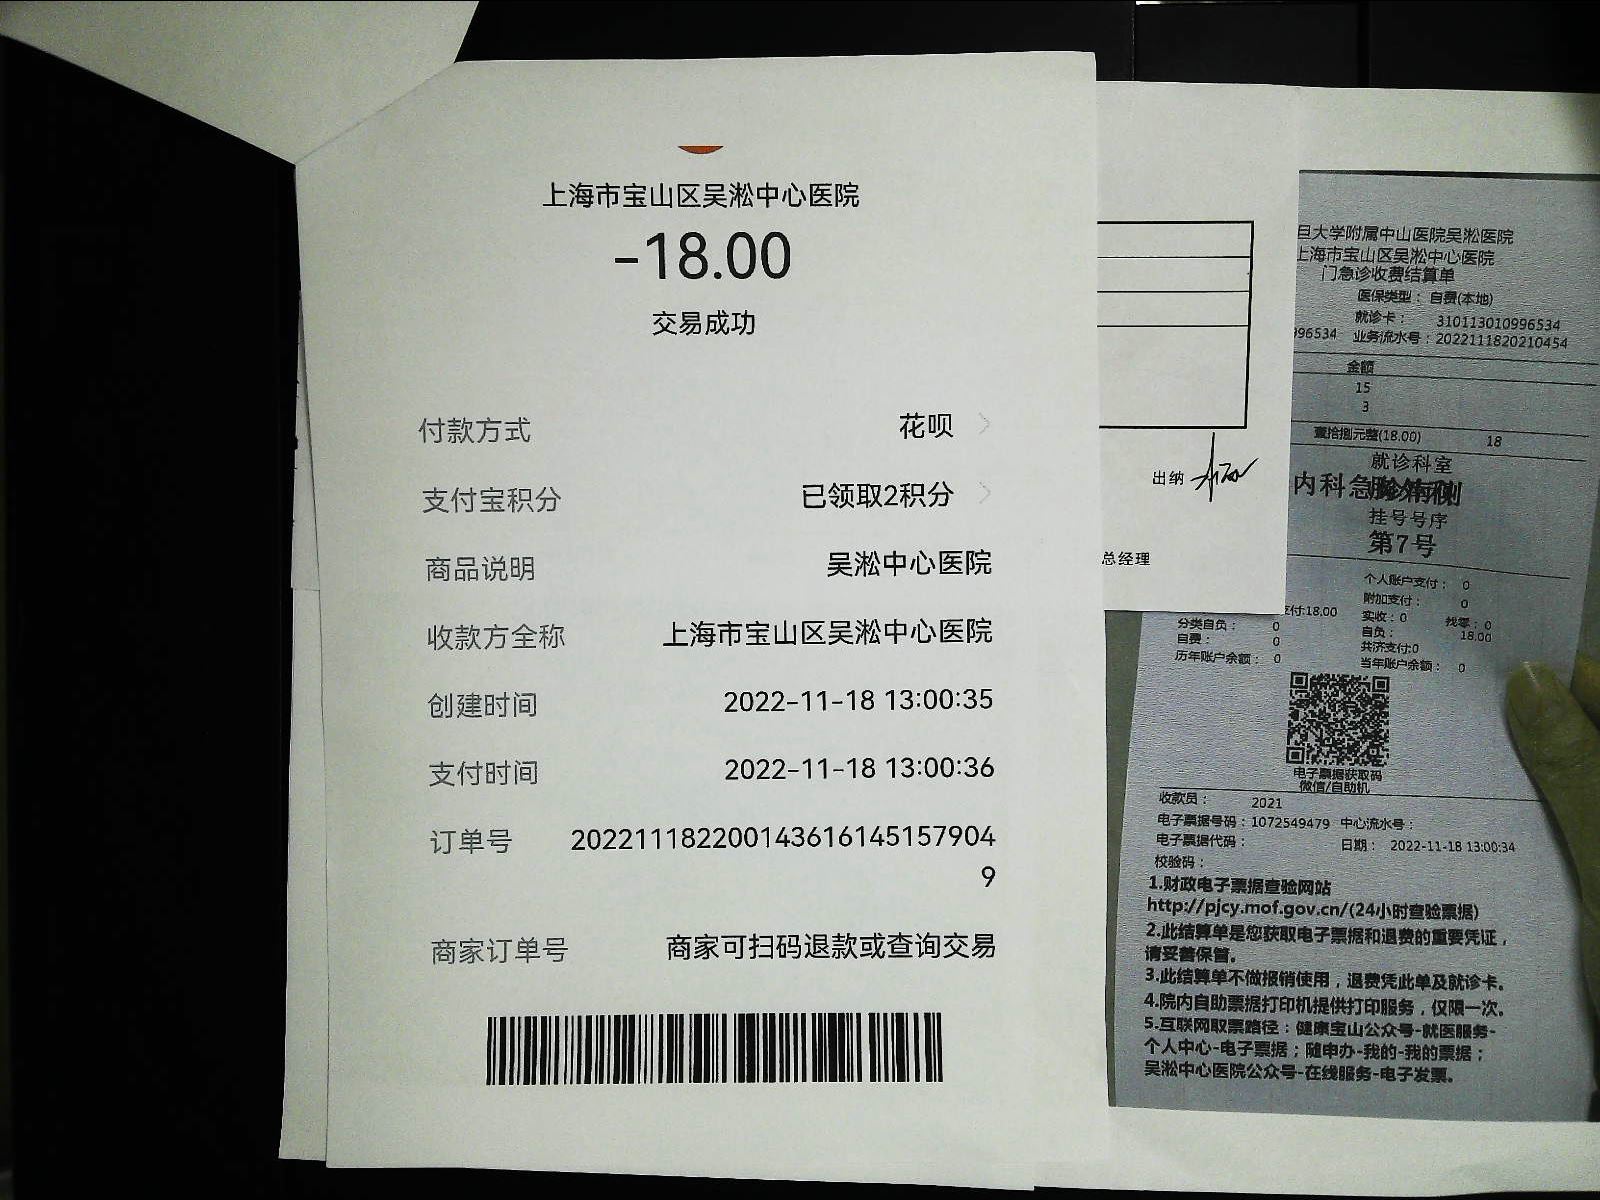 上海市宝山区吴淞中心医院
-18.00
交易成功
付款方式 花呗
支付宝积分 已领取2积分
商品说明 吴淞中心医院
收款方全称 上海市宝山区吴淞中心医院
创建时间 2022-11-18 13:00:35
支付时间 2022-11-18 13:00:36
订单号 202211182200143616145157904
9
商家订单号 商家可扫码退款或查询交易
出纳
总经理
旦大学附属中山医院吴淞医院
上海市宝山区吴淞中心医院
门急诊收费结算单
医保类型： 自费(本地)
就诊卡： 310113010996534
996534 业务流水号：2022111820210454
金额
15
3
壹拾捌元整(18.00) 18
就诊科室
内科急
挂号号序
第7号
个人账户支付： 0
附加支付： 0
支付:18.00 实收：0 找零：0
分类自负： 0 自负： 18.00
自费： 0 共济支付:0
历年账户余额： 0 当年账户余额： 0
电子票据获取码
微信/自助机
收款员： 2021
电子票据号码：1072549479 中心流水号：
电子票据代码： 日期： 2022-11-18 13:00:34
校验码：
1.财政电子票据查验网站
http://pjcy.mof.gov.cn/(24小时查验票据)
2.此结算单是您获取电子票据和退费的重要凭证，
请妥善保管。
3.此结算单不做报销使用，退费凭此单及就诊卡。
4.院内自助票据打印机提供打印服务，仅限一次。
5.互联网取票路径：健康宝山公众号-就医服务-
个人中心-电子票据；随申办-我的-我的票据；
吴淞中心医院公众号-在线服务-电子发票。